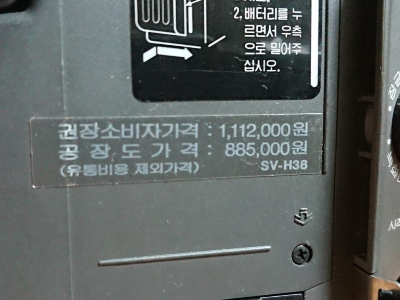 2. 배터리를 누
르면서 우측
으로 밀어주
십시오.
권장소비자가격 : 1,112,000원
공 장 도 가 격 : 885,000원
(유통비용 제외가격) SV-H38